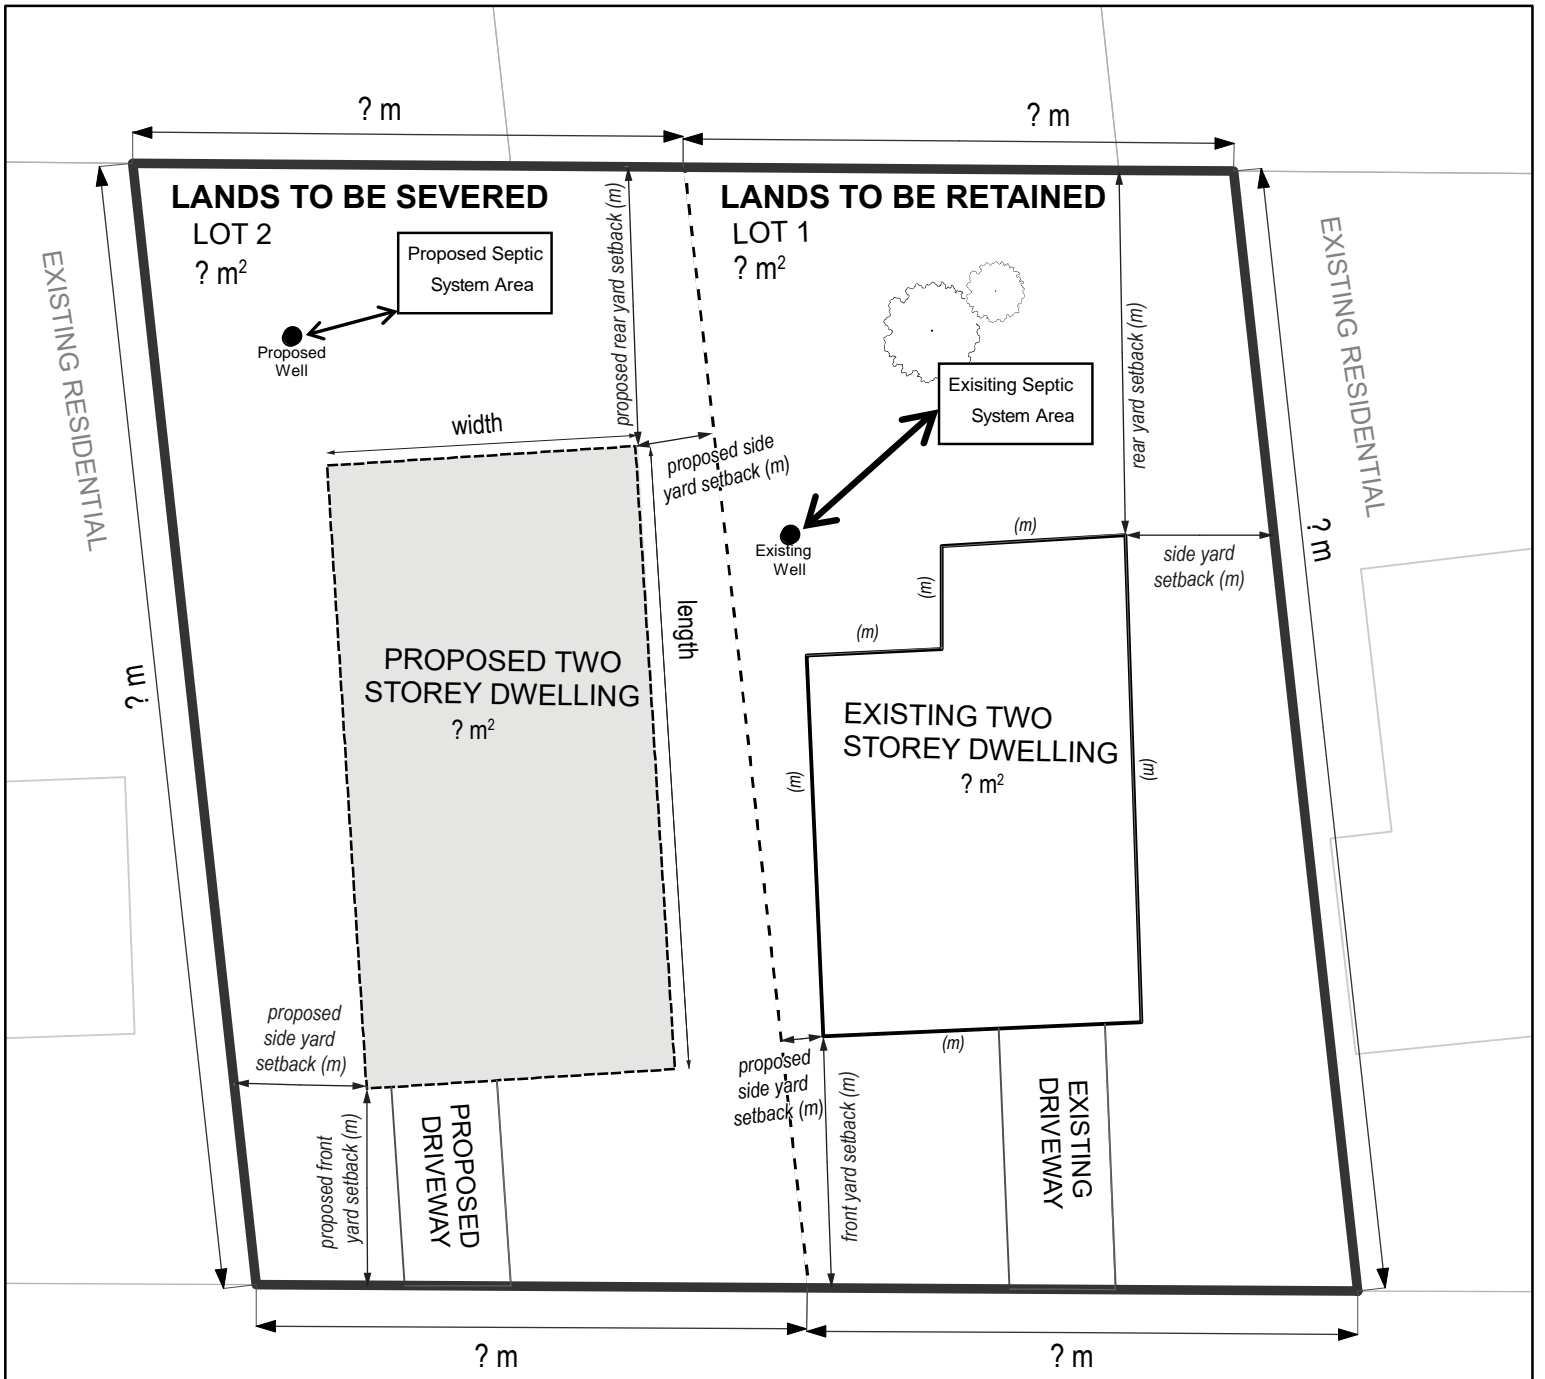 ? m
? m
LANDS TO BE SEVERED
LOT 2
? m²
Proposed Septic
System Area
Proposed
Well
proposed rear yard setback (m)
LANDS TO BE RETAINED
LOT 1
? m²
Exisiting Septic
System Area
Existing
Well
rear yard setback (m)
EXISTING RESIDENTIAL
EXISTING RESIDENTIAL
? m
? m
width
length
proposed side
yard setback (m)
side yard
setback (m)
(m)
(m)
(m)
(m)
(m)
(m)
PROPOSED TWO
STOREY DWELLING
? m²
EXISTING TWO
STOREY DWELLING
? m²
proposed
side yard
setback (m)
proposed front
yard setback (m)
PROPOSED
DRIVEWAY
proposed
side yard
setback (m)
front yard setback (m)
EXISTING
DRIVEWAY
? m
? m